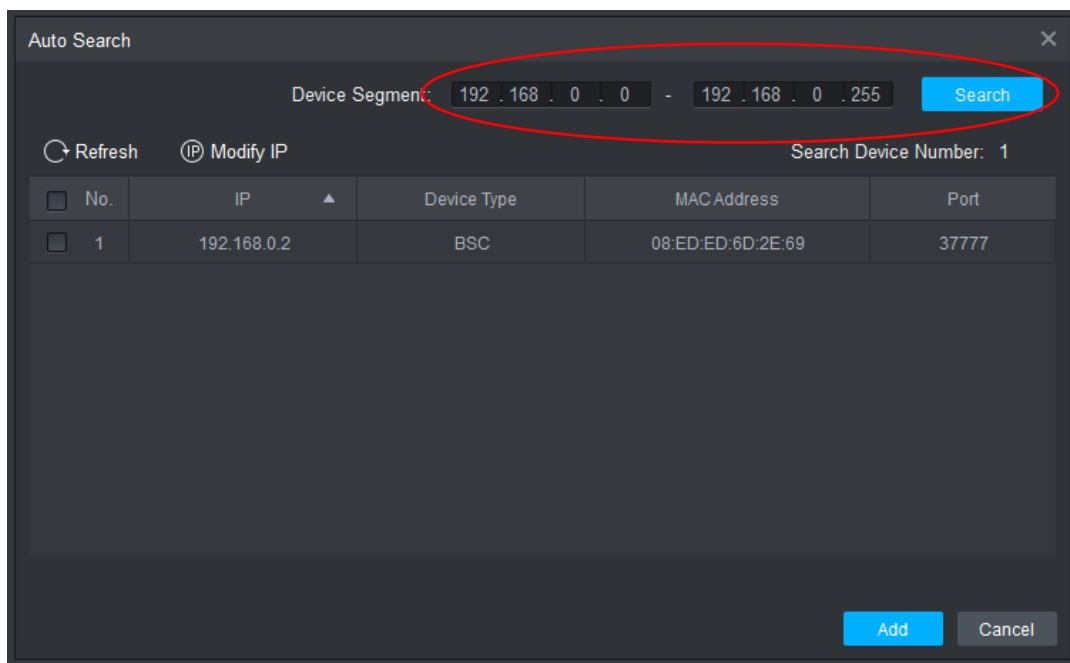 Auto Search
Device Segment: 192 . 168 . 0 . 0 - 192 . 168 . 0 . 255 Search
Refresh IP Modify IP Search Device Number: 1
No. IP Device Type MAC Address Port
1 192.168.0.2 BSC 08:ED:ED:6D:2E:69 37777
Add Cancel